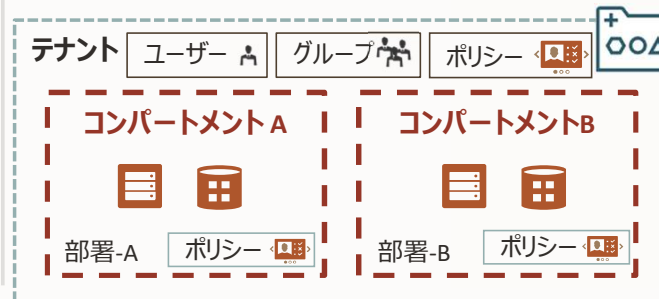 テナント ユーザー グループ ポリシー
コンパートメント A コンパートメントB
部署-A ポリシー 部署-B ポリシー